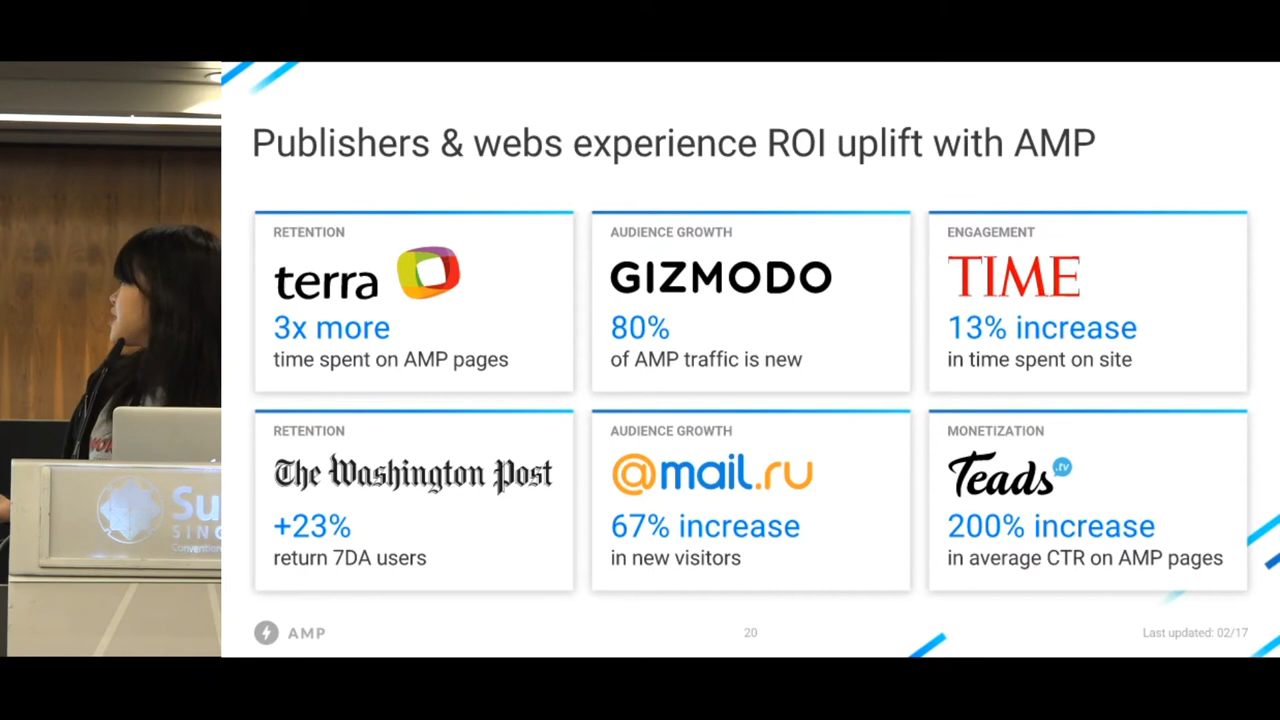 Publishers & webs experience ROI uplift with AMP
RETENTION
terra
3x more
time spent on AMP pages
AUDIENCE GROWTH
GIZMODO
80%
of AMP traffic is new
ENGAGEMENT
TIME
13% increase
in time spent on site
RETENTION
The Washington Post
+23%
return 7DA users
AUDIENCE GROWTH
@mail.ru
67% increase
in new visitors
MONETIZATION
Teads.tv
200% increase
in average CTR on AMP pages
AMP
20
Last updated: 02/17
Su
SING
Convention